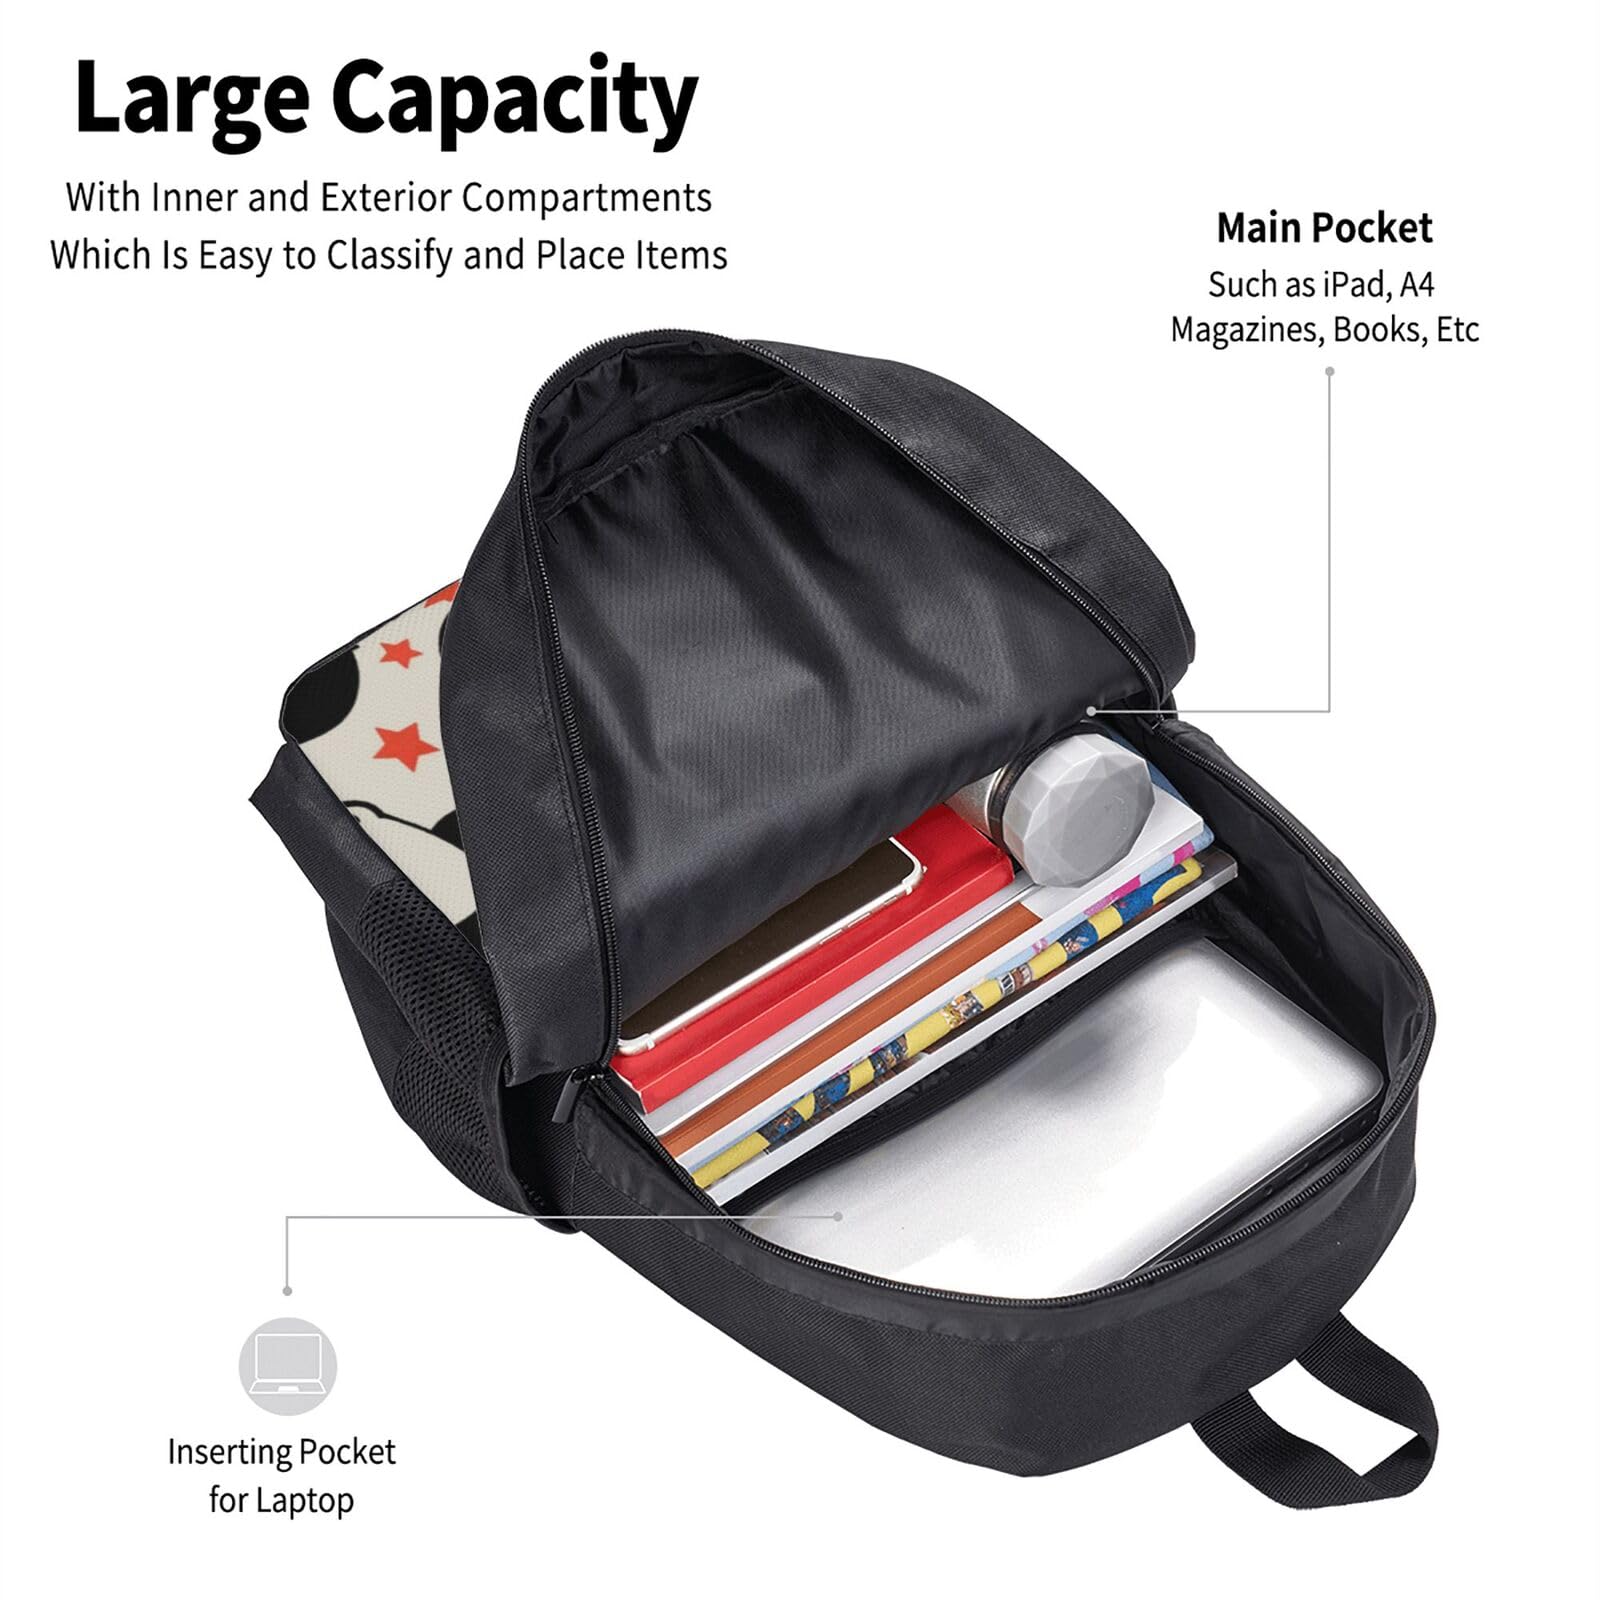 Large Capacity
With Inner and Exterior Compartments
Which Is Easy to Classify and Place Items
Main Pocket
Such as iPad, A4
Magazines, Books, Etc
Inserting Pocket
for Laptop